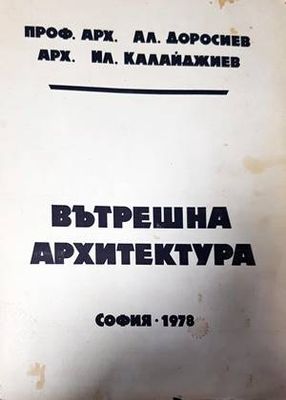 ПРОФ. АРХ. АЛ. ДОРОСИЕВ
АРХ. ИЛ. КАЛАЙДЖИЕВ
ВЪТРЕШНА
АРХИТЕКТУРА
СОФИЯ · 1978